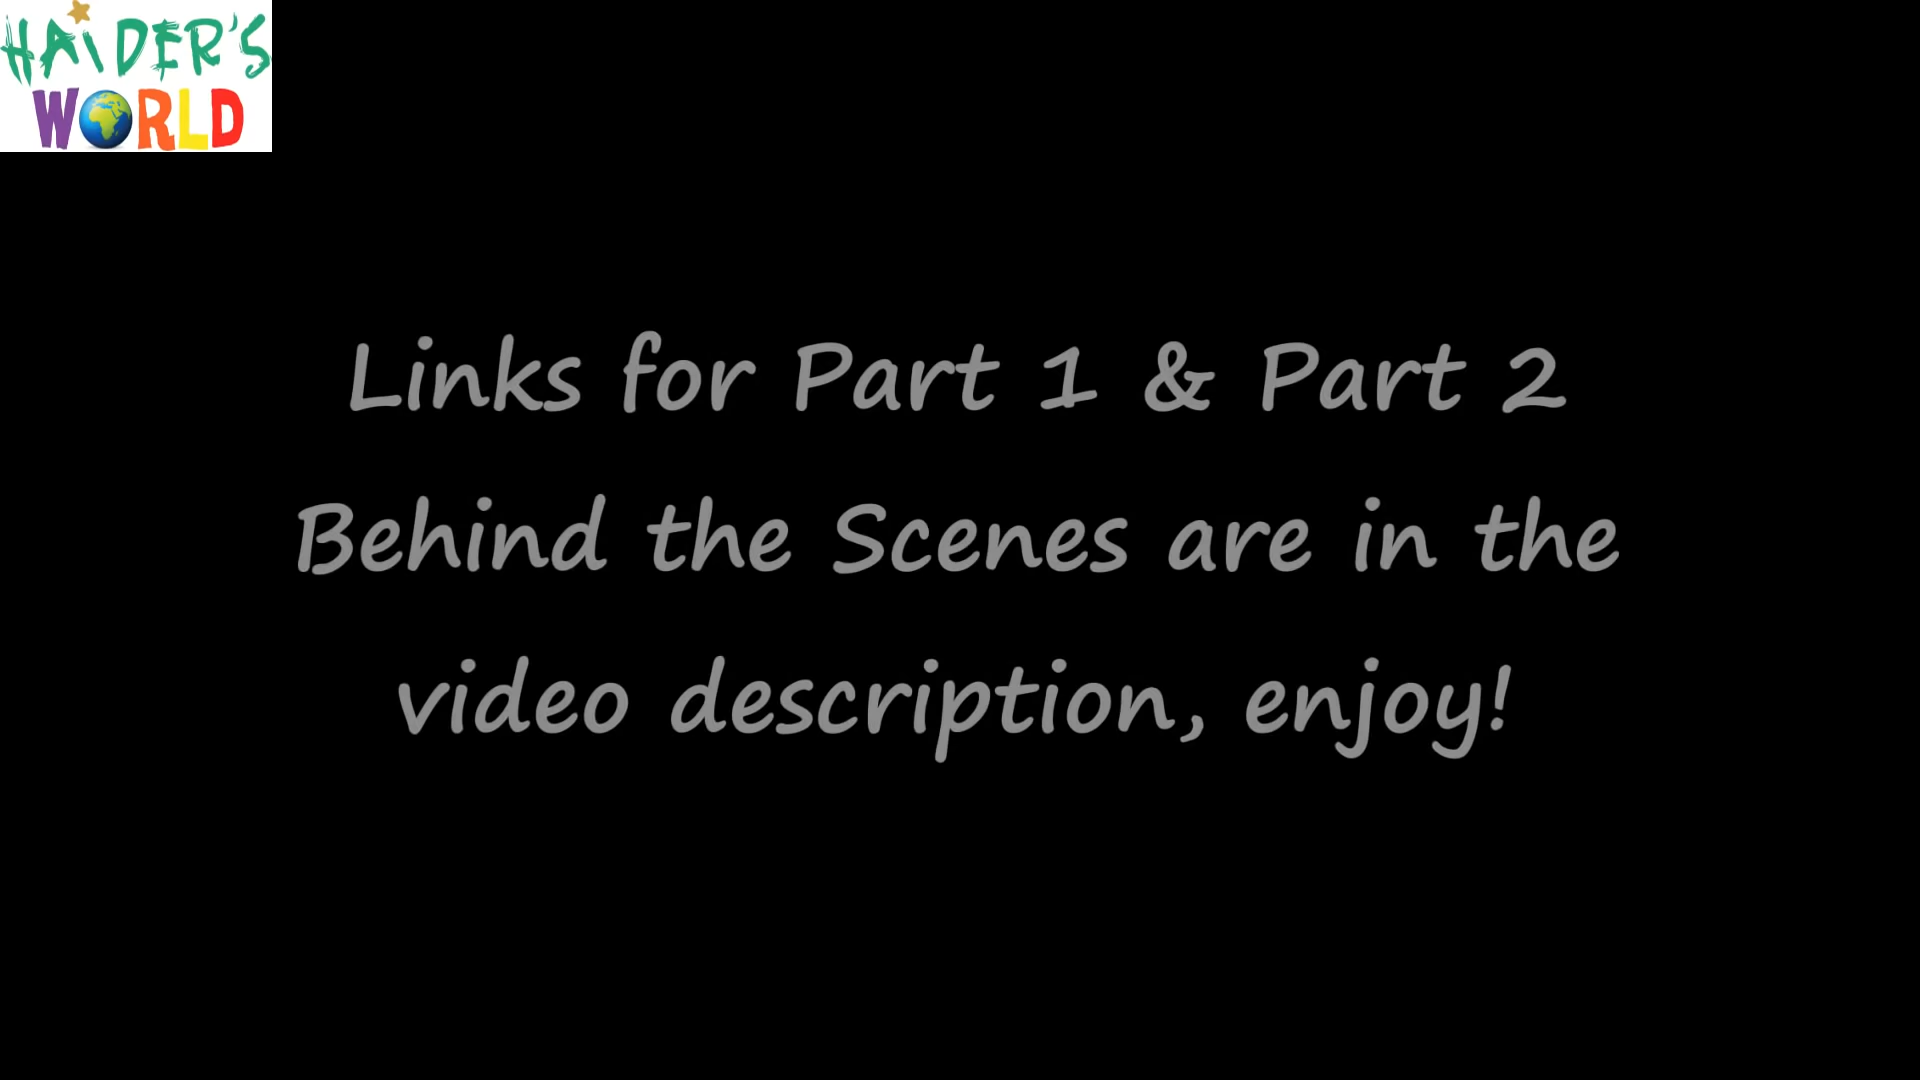 HAIDER'S
WORLD
Links for Part 1 & Part 2
Behind the Scenes are in the
video description, enjoy!